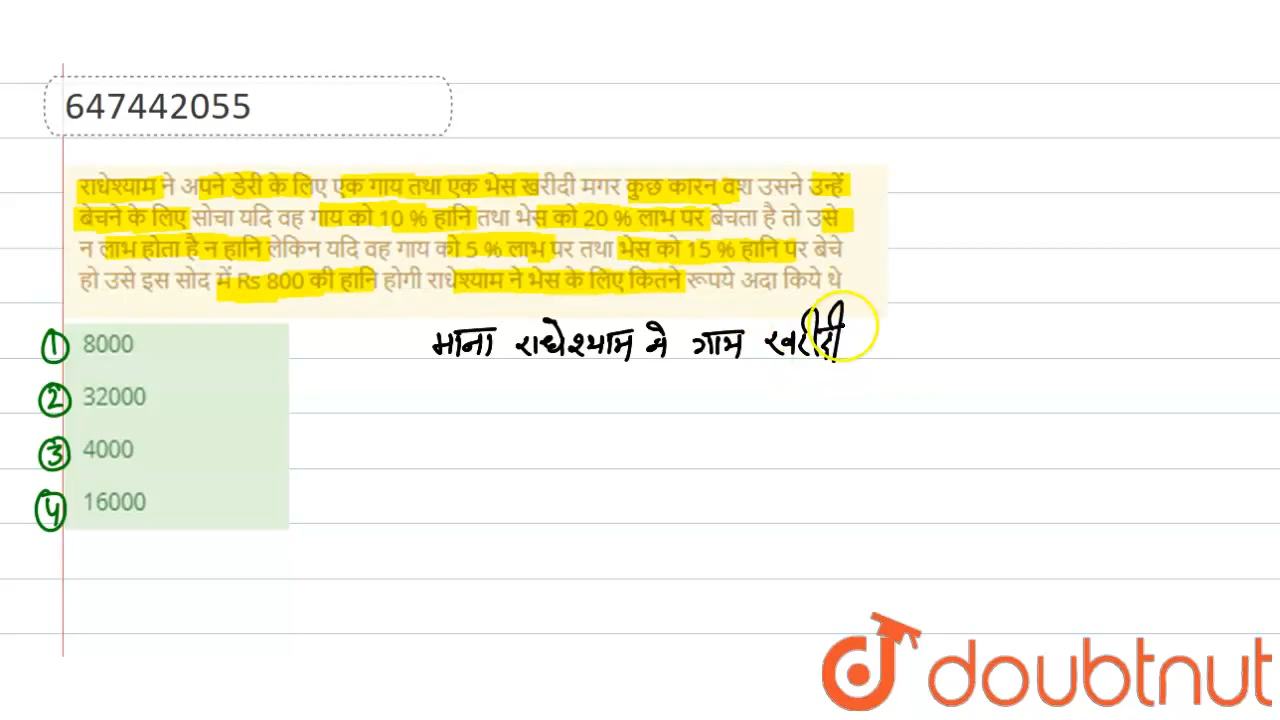 647442055
राधेश्याम ने अपने डेरी के लिए एक गाय तथा एक भेस खरीदी मगर कुछ कारन वश उसने उन्हें
बेचने के लिए सोचा यदि वह गाय को 10 % हानि तथा भेस को 20 % लाभ पर बेचता है तो उसे
न लाभ होता है न हानि लेकिन यदि वह गाय को 5 % लाभ पर तथा भेस को 15 % हानि पर बेचे
हो उसे इस सोद में Rs 800 की हानि होगी राधेश्याम ने भेस के लिए कितने रूपये अदा किये थे
माना राधेश्याम ने गाय खरीदी
1 8000
2 32000
3 4000
4 16000
doubtnut